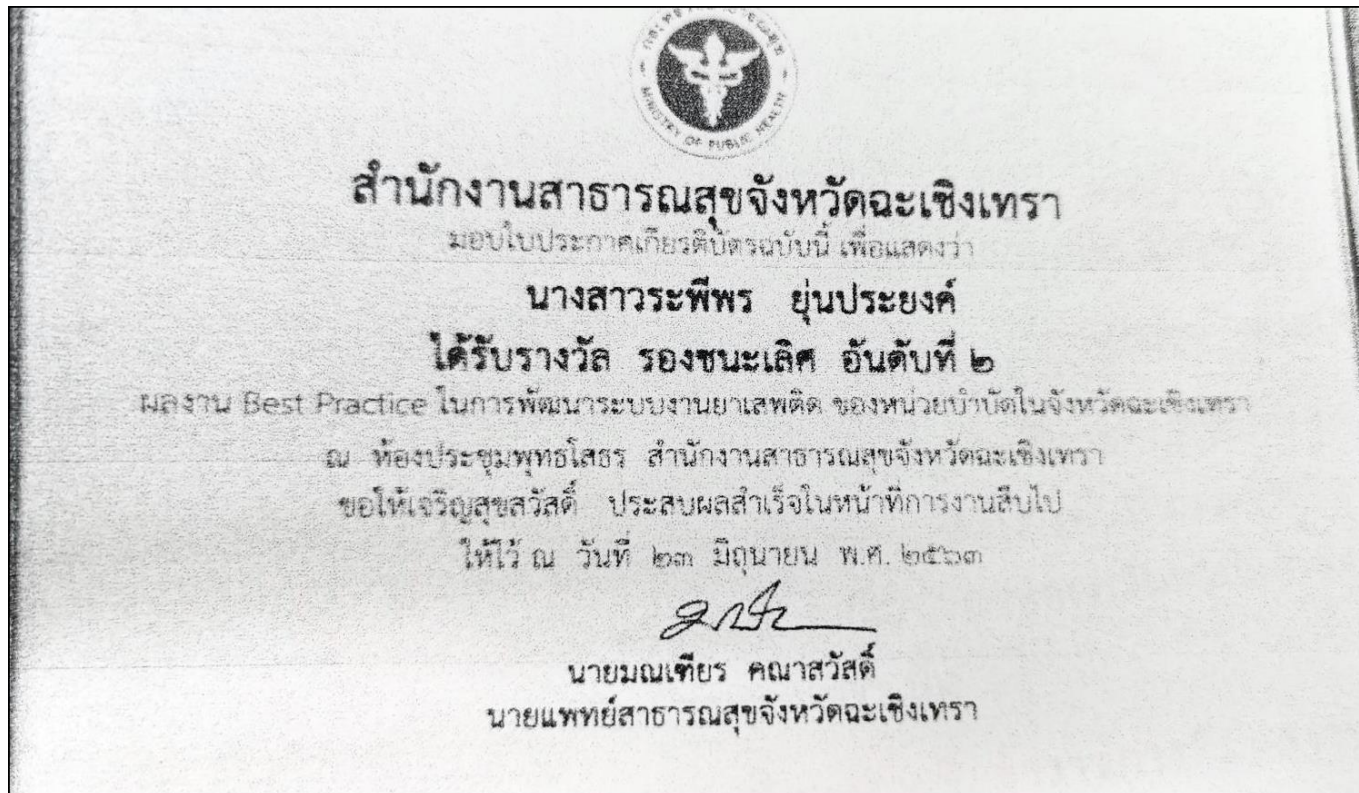 MINISTRY OF PUBLIC HEALTH
สำนักงานสาธารณสุขจังหวัดฉะเชิงเทรา
มอบใบประกาศเกียรติบัตรฉบับนี้ เพื่อแสดงว่า
นางสาวระพีพร ยุ่นประยงค์
ได้รับรางวัล รองชนะเลิศ อันดับที่ ๒
ผลงาน Best Practice ในการพัฒนาระบบงานยาเสพติด ของหน่วยบำบัดในจังหวัดฉะเชิงเทรา
ณ ห้องประชุมพุทธโสธร สำนักงานสาธารณสุขจังหวัดฉะเชิงเทรา
ขอให้เจริญสุขสวัสดิ์ ประสบผลสำเร็จในหน้าที่การงานสืบไป
ให้ไว้ ณ วันที่ ๒๓ มิถุนายน พ.ศ. ๒๕๖๓
นายมณเฑียร คณาสวัสดิ์
นายแพทย์สาธารณสุขจังหวัดฉะเชิงเทรา